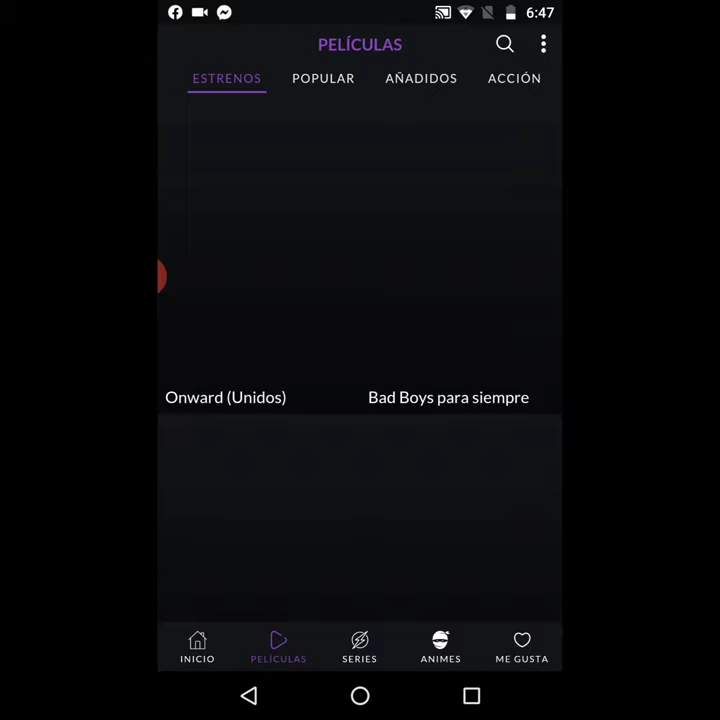 6:47
PELÍCULAS
ESTRENOS POPULAR AÑADIDOS ACCIÓN
Onward (Unidos) Bad Boys para siempre
INICIO PELÍCULAS SERIES ANIMES ME GUSTA